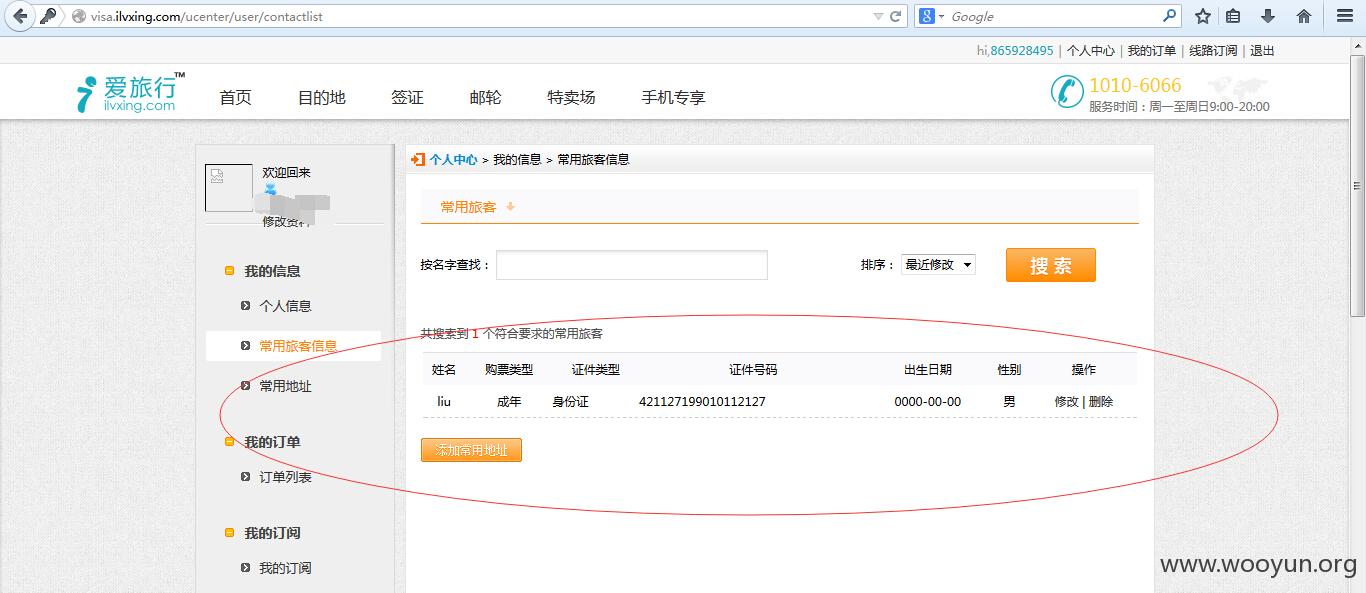 visa.ilvxing.com/ucenter/user/contactlist
Google
hi,865928495 | 个人中心 | 我的订单 | 线路订阅 | 退出
爱旅行™
ilvxing.com
首页 目的地 签证 邮轮 特卖场 手机专享
1010-6066
服务时间：周一至周日9:00-20:00
欢迎回来
修改资料
我的信息
个人信息
常用旅客信息
常用地址
我的订单
订单列表
我的订阅
我的订阅
个人中心 > 我的信息 > 常用旅客信息
常用旅客
按名字查找：
排序： 最近修改
搜 索
共搜索到 1 个符合要求的常用旅客
姓名 购票类型 证件类型 证件号码 出生日期 性别 操作
liu 成年 身份证 421127199010112127 0000-00-00 男 修改 | 删除
添加常用地址
www.wooyun.org